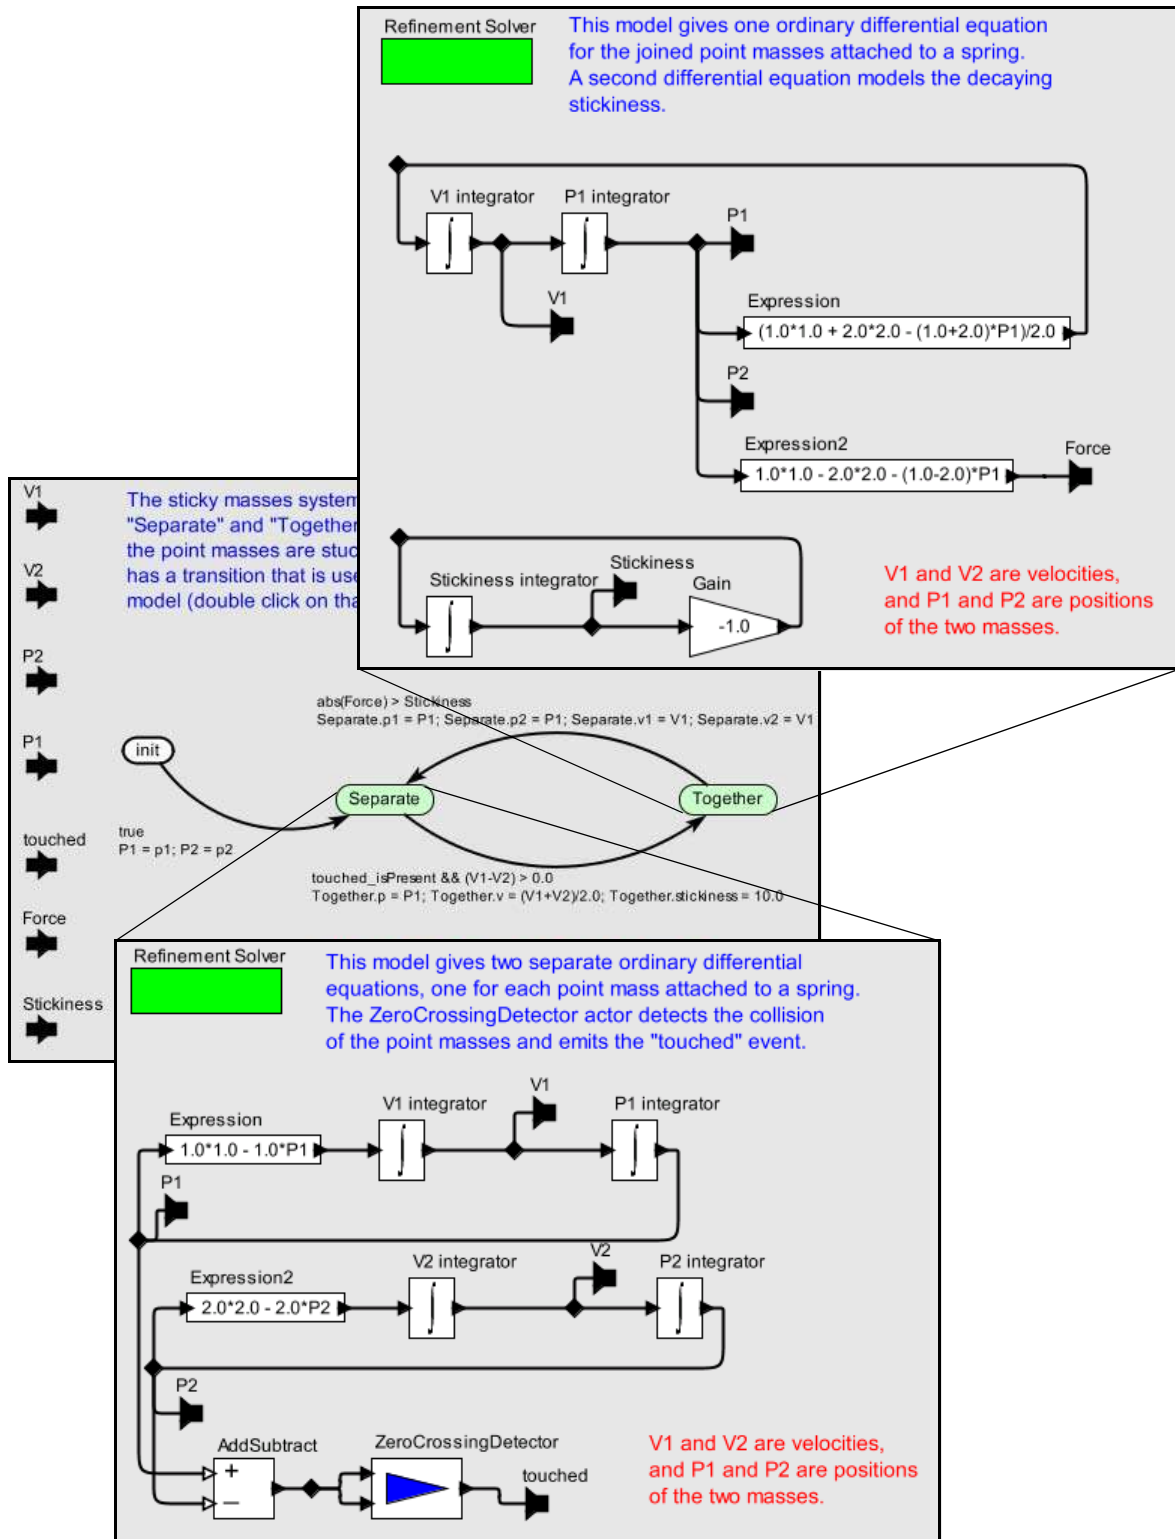 Refinement Solver
This model gives one ordinary differential equation
for the joined point masses attached to a spring.
A second differential equation models the decaying
stickiness.
V1 integrator
P1 integrator
P1
V1
Expression
(1.0*1.0 + 2.0*2.0 - (1.0+2.0)*P1)/2.0
P2
Expression2
1.0*1.0 - 2.0*2.0 - (1.0-2.0)*P1
Force
Stickiness integrator
Stickiness
Gain
-1.0
V1 and V2 are velocities,
and P1 and P2 are positions
of the two masses.
V1
V2
P2
P1
touched
Force
Stickiness
The sticky masses system
"Separate" and "Together
the point masses are stuc
has a transition that is use
model (double click on tha
abs(Force) > Stickiness
Separate.p1 = P1; Separate.p2 = P1; Separate.v1 = V1; Separate.v2 = V1
init
Separate
Together
true
P1 = p1; P2 = p2
touched_isPresent && (V1-V2) > 0.0
Together.p = P1; Together.v = (V1+V2)/2.0; Together.stickiness = 10.0
Refinement Solver
This model gives two separate ordinary differential
equations, one for each point mass attached to a spring.
The ZeroCrossingDetector actor detects the collision
of the point masses and emits the "touched" event.
Expression
1.0*1.0 - 1.0*P1
V1 integrator
V1
P1 integrator
P1
Expression2
2.0*2.0 - 2.0*P2
V2 integrator
V2
P2 integrator
P2
AddSubtract
+
−
ZeroCrossingDetector
touched
V1 and V2 are velocities,
and P1 and P2 are positions
of the two masses.